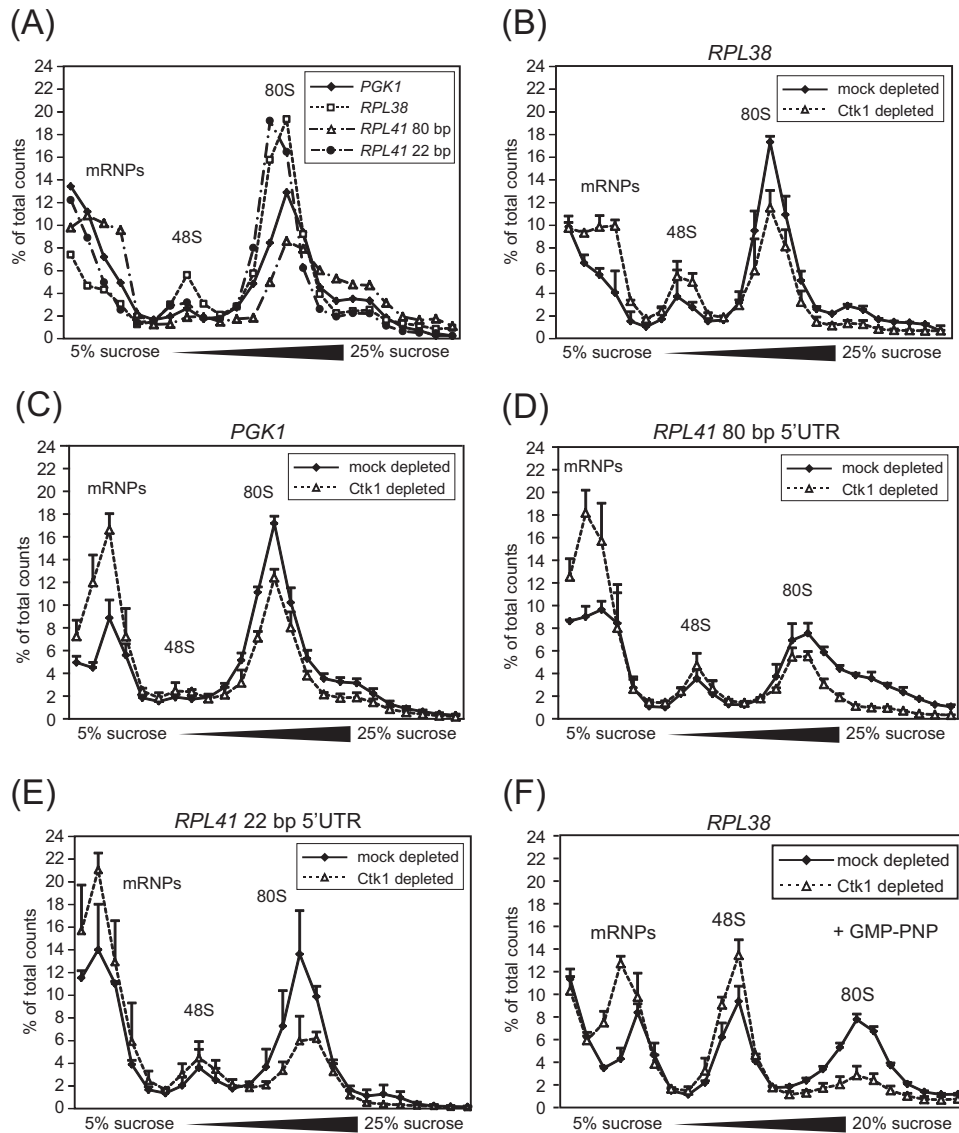 (A)
24
22
20
18
16
14
12
10
8
6
4
2
0
% of total counts
mRNPs
48S
80S
PGK1
RPL38
RPL41 80 bp
RPL41 22 bp
5% sucrose
25% sucrose
(B)
RPL38
24
22
20
18
16
14
12
10
8
6
4
2
0
% of total counts
mRNPs
48S
80S
mock depleted
Ctk1 depleted
5% sucrose
25% sucrose
(C)
PGK1
24
22
20
18
16
14
12
10
8
6
4
2
0
% of total counts
mRNPs
48S
80S
mock depleted
Ctk1 depleted
5% sucrose
25% sucrose
(D)
RPL41 80 bp 5'UTR
24
22
20
18
16
14
12
10
8
6
4
2
0
% of total counts
mRNPs
48S
80S
mock depleted
Ctk1 depleted
5% sucrose
25% sucrose
(E)
RPL41 22 bp 5'UTR
24
22
20
18
16
14
12
10
8
6
4
2
0
% of total counts
mRNPs
48S
80S
mock depleted
Ctk1 depleted
5% sucrose
25% sucrose
(F)
RPL38
24
22
20
18
16
14
12
10
8
6
4
2
0
% of total counts
mRNPs
48S
80S
mock depleted
Ctk1 depleted
+ GMP-PNP
5% sucrose
20% sucrose